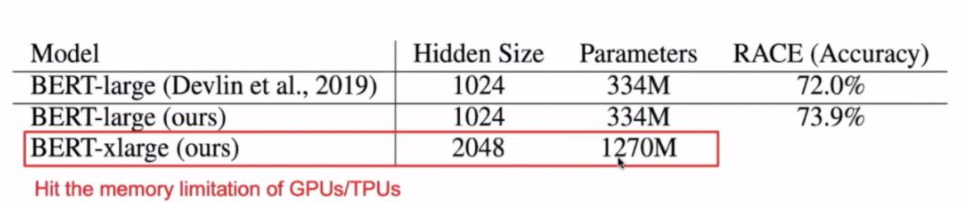 Model Hidden Size Parameters RACE (Accuracy)
BERT-large (Devlin et al., 2019) 1024 334M 72.0%
BERT-large (ours) 1024 334M 73.9%
BERT-xlarge (ours) 2048 1270M
Hit the memory limitation of GPUs/TPUs